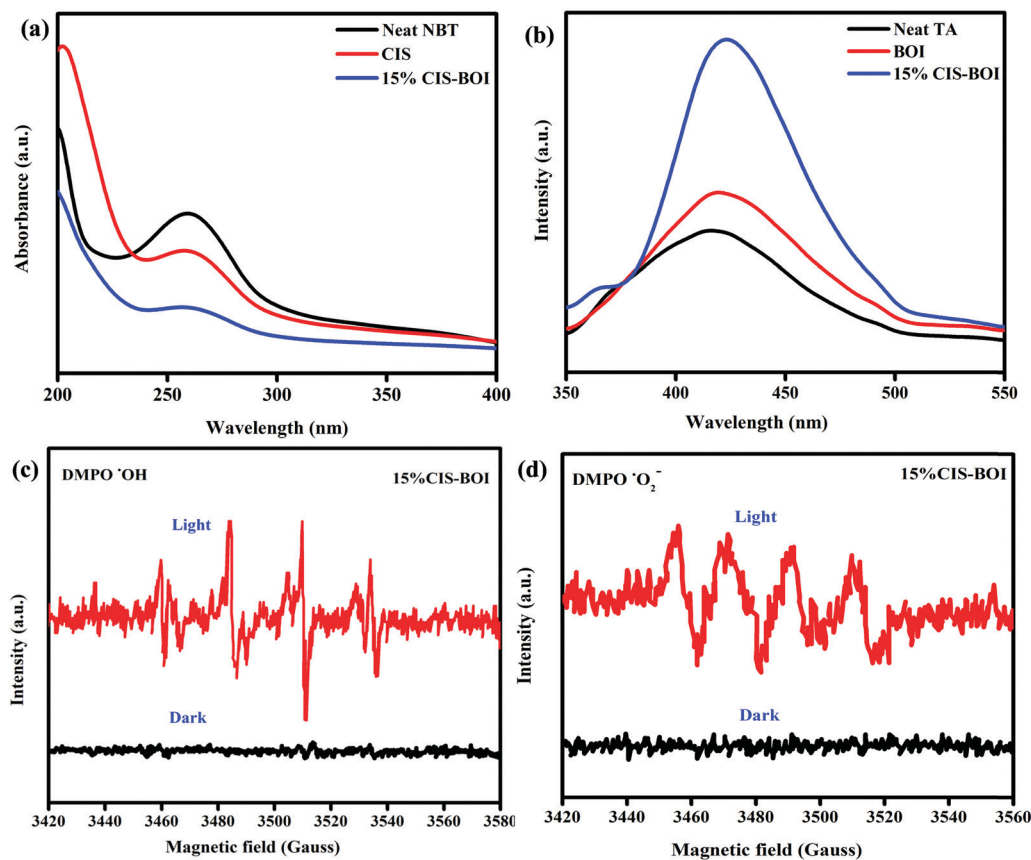 (a)
Neat NBT
CIS
15% CIS-BOI
Absorbance (a.u.)
200 250 300 350 400
Wavelength (nm)
(b)
Neat TA
BOI
15% CIS-BOI
Intensity (a.u.)
350 400 450 500 550
Wavelength (nm)
(c)
DMPO ˙OH
15%CIS-BOI
Light
Dark
Intensity (a.u.)
3420 3440 3460 3480 3500 3520 3540 3560 3580
Magnetic field (Gauss)
(d)
DMPO ˙O₂⁻
15%CIS-BOI
Light
Dark
Intensity (a.u.)
3420 3440 3460 3480 3500 3520 3540 3560
Magnetic field (Gauss)